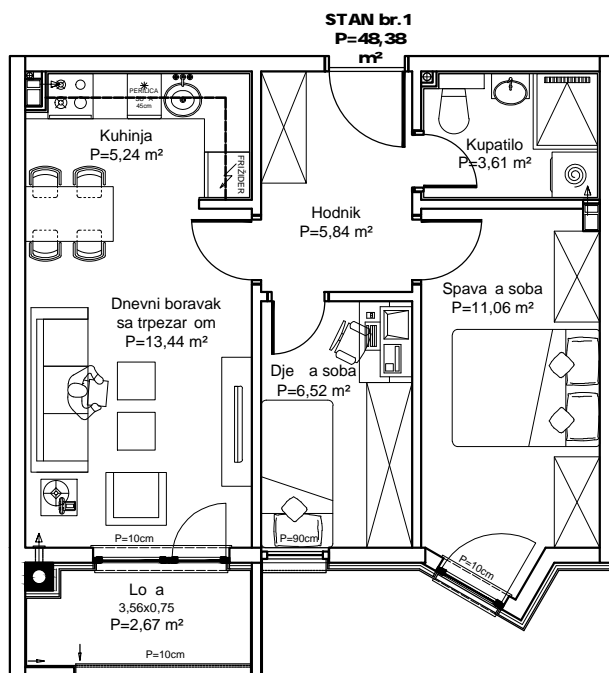 STAN br.1
P=48,38
m²
PERILICA
45cm
Kuhinja
P=5,24 m²
FRIŽIDER
Kupatilo
P=3,61 m²
Hodnik
P=5,84 m²
Spava a soba
P=11,06 m²
Dnevni boravak
sa trpezar om
P=13,44 m²
Dje a soba
P=6,52 m²
P=10cm
P=90cm
P=10cm
Lo a
3,56x0,75
P=2,67 m²
P=10cm